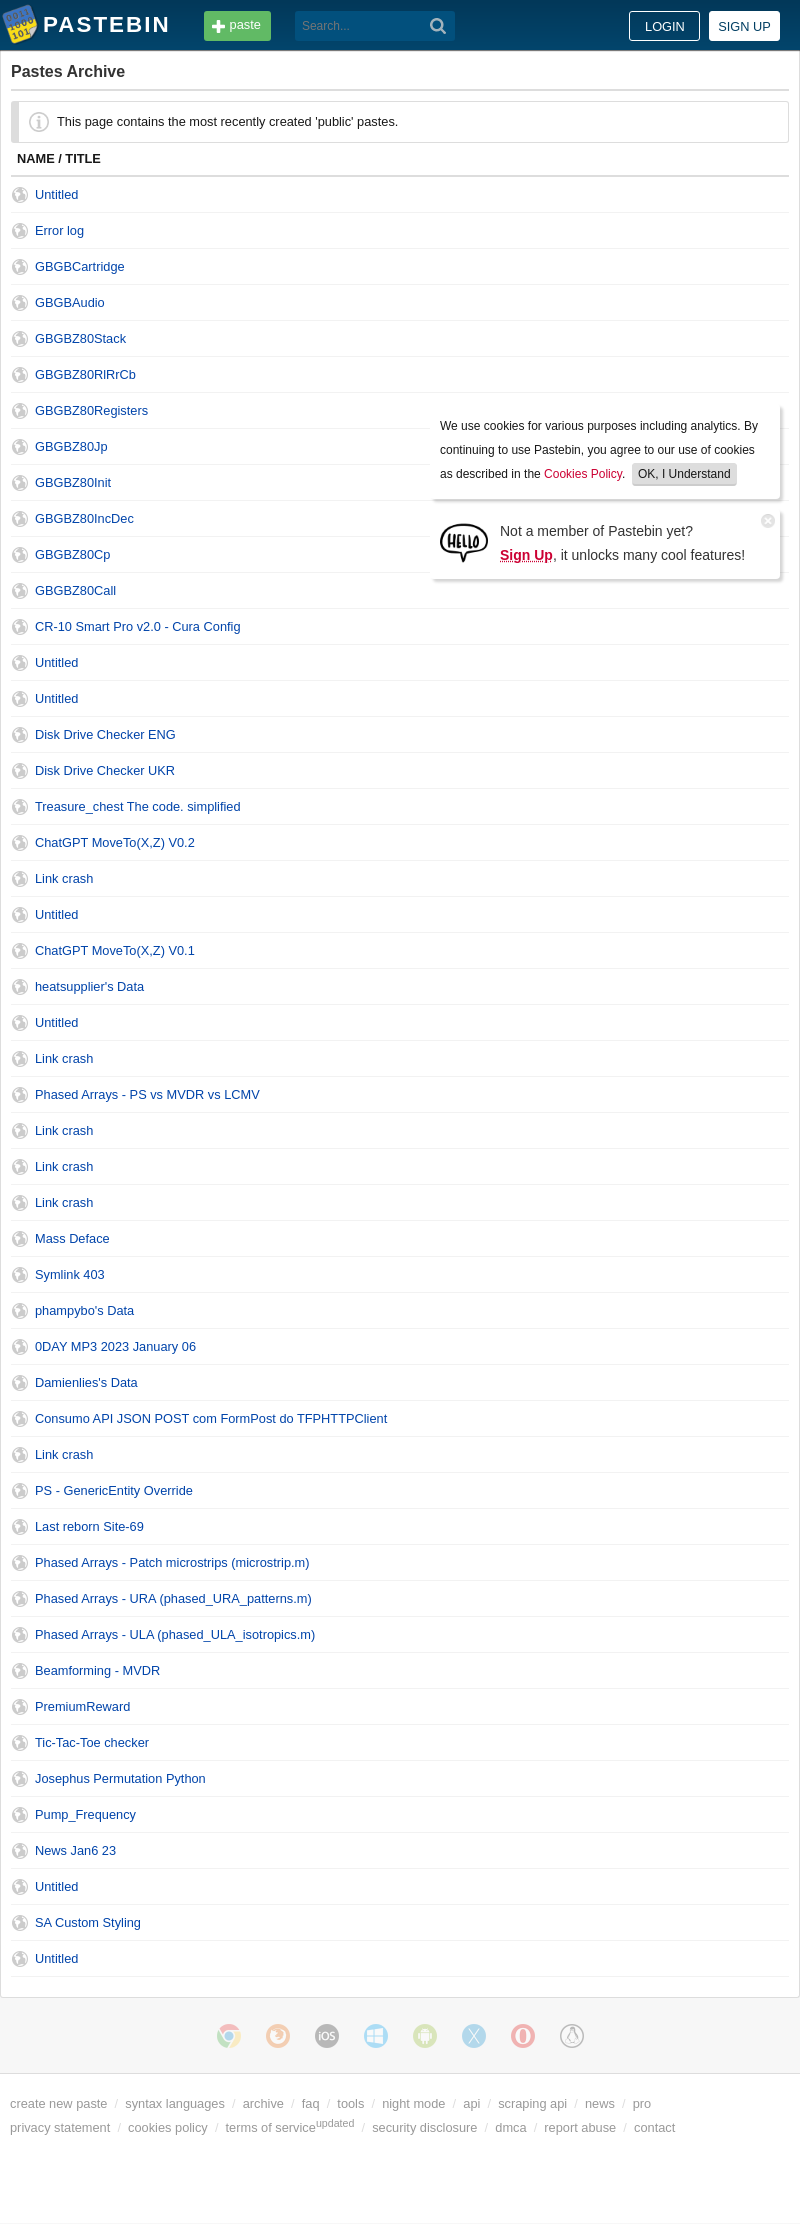 PASTEBIN
paste
Search...
LOGIN
SIGN UP
Pastes Archive
This page contains the most recently created 'public' pastes.
NAME / TITLE
Untitled
Error log
GBGBCartridge
GBGBAudio
GBGBZ80Stack
GBGBZ80RlRrCb
GBGBZ80Registers
GBGBZ80Jp
GBGBZ80Init
GBGBZ80IncDec
GBGBZ80Cp
GBGBZ80Call
We use cookies for various purposes including analytics. By
continuing to use Pastebin, you agree to our use of cookies
as described in the Cookies Policy. OK, I Understand
HELLO
Not a member of Pastebin yet?
Sign Up, it unlocks many cool features!
CR-10 Smart Pro v2.0 - Cura Config
Untitled
Untitled
Disk Drive Checker ENG
Disk Drive Checker UKR
Treasure_chest The code. simplified
ChatGPT MoveTo(X,Z) V0.2
Link crash
Untitled
ChatGPT MoveTo(X,Z) V0.1
heatsupplier's Data
Untitled
Link crash
Phased Arrays - PS vs MVDR vs LCMV
Link crash
Link crash
Link crash
Mass Deface
Symlink 403
phampybo's Data
0DAY MP3 2023 January 06
Damienlies's Data
Consumo API JSON POST com FormPost do TFPHTTPClient
Link crash
PS - GenericEntity Override
Last reborn Site-69
Phased Arrays - Patch microstrips (microstrip.m)
Phased Arrays - URA (phased_URA_patterns.m)
Phased Arrays - ULA (phased_ULA_isotropics.m)
Beamforming - MVDR
PremiumReward
Tic-Tac-Toe checker
Josephus Permutation Python
Pump_Frequency
News Jan6 23
Untitled
SA Custom Styling
Untitled
iOS
create new paste / syntax languages / archive / faq / tools / night mode / api / scraping api / news / pro
privacy statement / cookies policy / terms of service updated / security disclosure / dmca / report abuse / contact